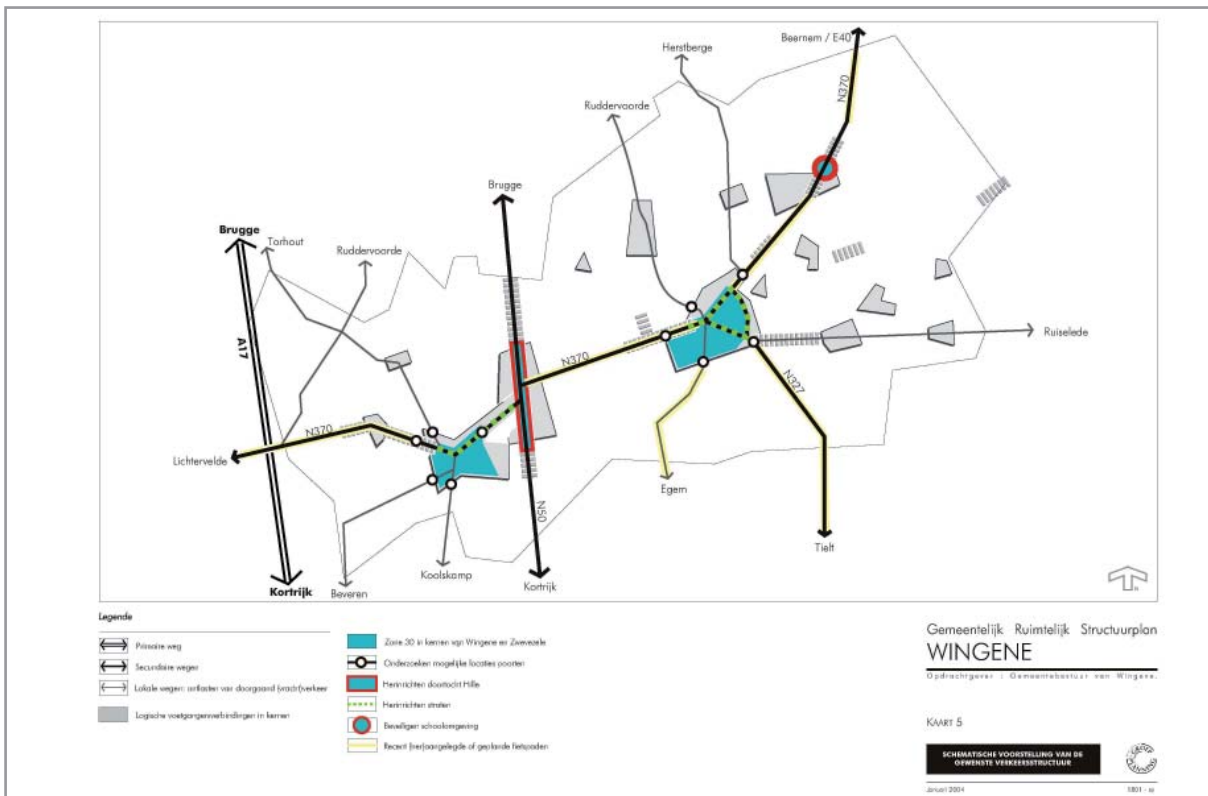 Beernem / E40
Herstberge
N370
Ruddervoorde
Brugge
Brugge
Torhout
Ruddervoorde
A17
N370
Ruiselede
N327
N370
Lichtervelde
Egem
N50
Tielt
Koolskamp
Kortrijk
Beveren
Kortrijk
N
Legende
Primaire weg
Secundaire wegen
Lokale wegen: ontlasten van doorgaand (vracht)verkeer
Logische voetgangersverbindingen in kernen
Zone 30 in kernen van Wingene en Zwevezele
Onderzoeken mogelijke locaties poorten
Herinrichten doortocht Hille
Herinrichten straten
Beveiligen schoolomgeving
Recent (her)aangelegde of geplande fietspaden
Gemeentelijk Ruimtelijk Structuurplan
WINGENE
Opdrachtgever : Gemeentebestuur van Wingene.
KAART 5
SCHEMATISCHE VOORSTELLING VAN DE
GEWENSTE VERKEERSSTRUCTUUR
GROEP
PLANNING
Januari 2004